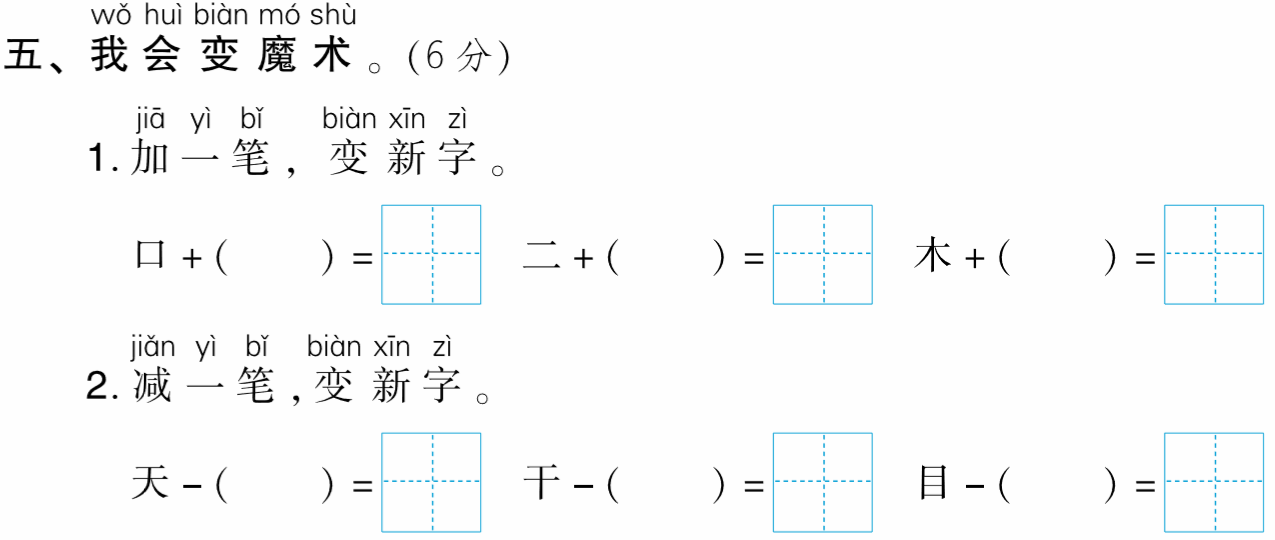 wǒ huì biàn mó shù
五、我会变魔术。(6分)
jiā yì bǐ biàn xīn zì
1.加一笔，变新字。
口+( )= 二+( )= 木+( )=
jiǎn yì bǐ biàn xīn zì
2.减一笔,变新字。
天-( )= 干-( )= 目-( )=